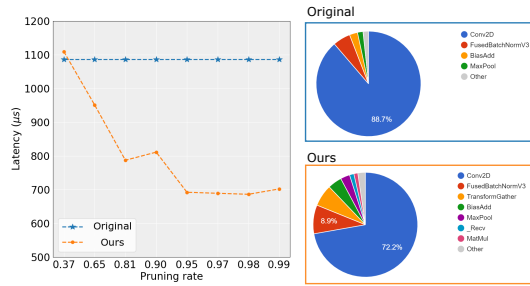 1200
1100
1000
900
800
700
600
500
Latency (μs)
0.37 0.65 0.81 0.90 0.95 0.97 0.98 0.99
Pruning rate
Original
Ours
Original
88.7%
Conv2D
FusedBatchNormV3
BiasAdd
MaxPool
Other
Ours
8.9%
72.2%
Conv2D
FusedBatchNormV3
TransformGather
BiasAdd
MaxPool
_Recv
MatMul
Other